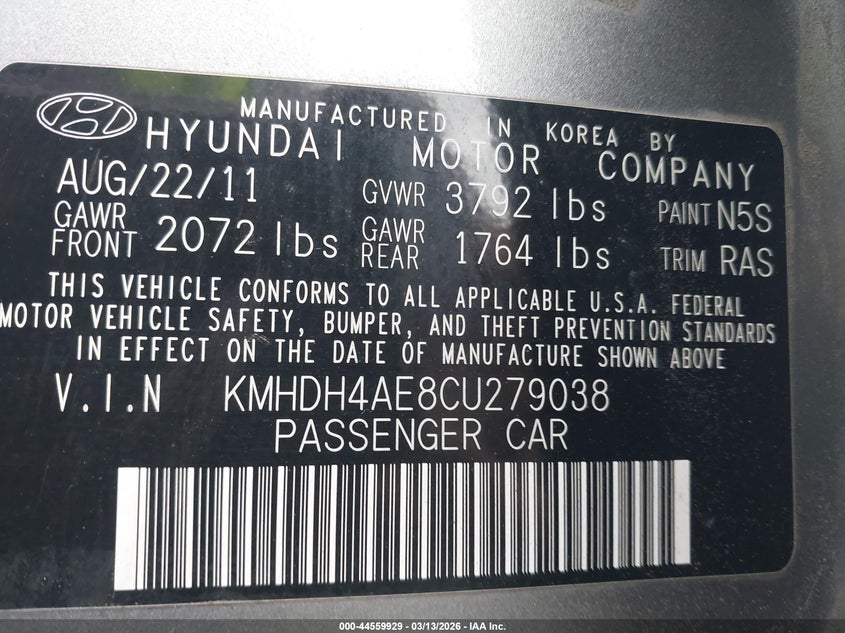 MANUFACTURED IN KOREA BY
HYUNDAI MOTOR COMPANY
AUG/22/11 GVWR 3792 lbs PAINT N5S
GAWR FRONT 2072 lbs GAWR REAR 1764 lbs TRIM RAS
THIS VEHICLE CONFORMS TO ALL APPLICABLE U.S.A. FEDERAL
MOTOR VEHICLE SAFETY, BUMPER, AND THEFT PREVENTION STANDARDS
IN EFFECT ON THE DATE OF MANUFACTURE SHOWN ABOVE
V.I.N KMHDH4AE8CU279038
PASSENGER CAR
000-44559929 - 03/13/2026 - IAA Inc.